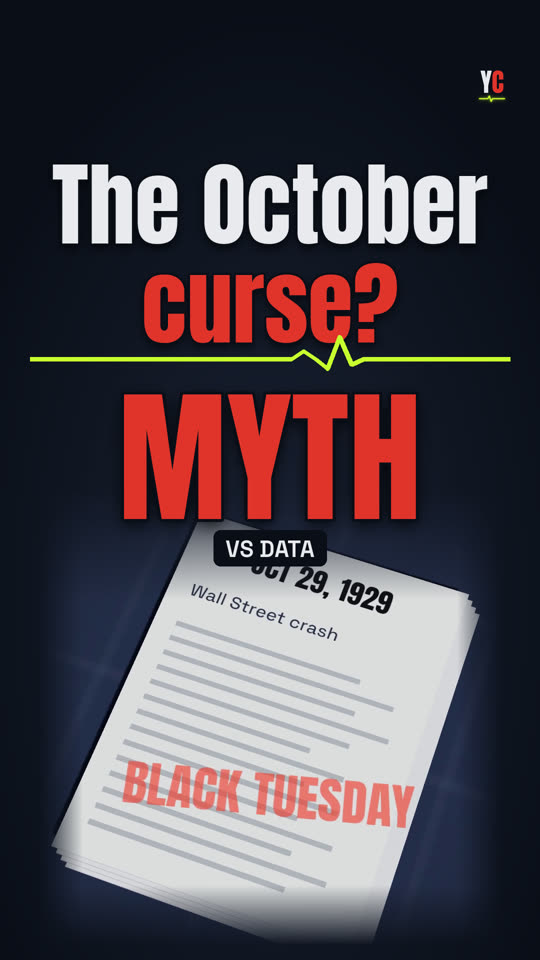 YC
The October
curse?
MYTH
VS DATA
OCT 29, 1929
Wall Street crash
BLACK TUESDAY